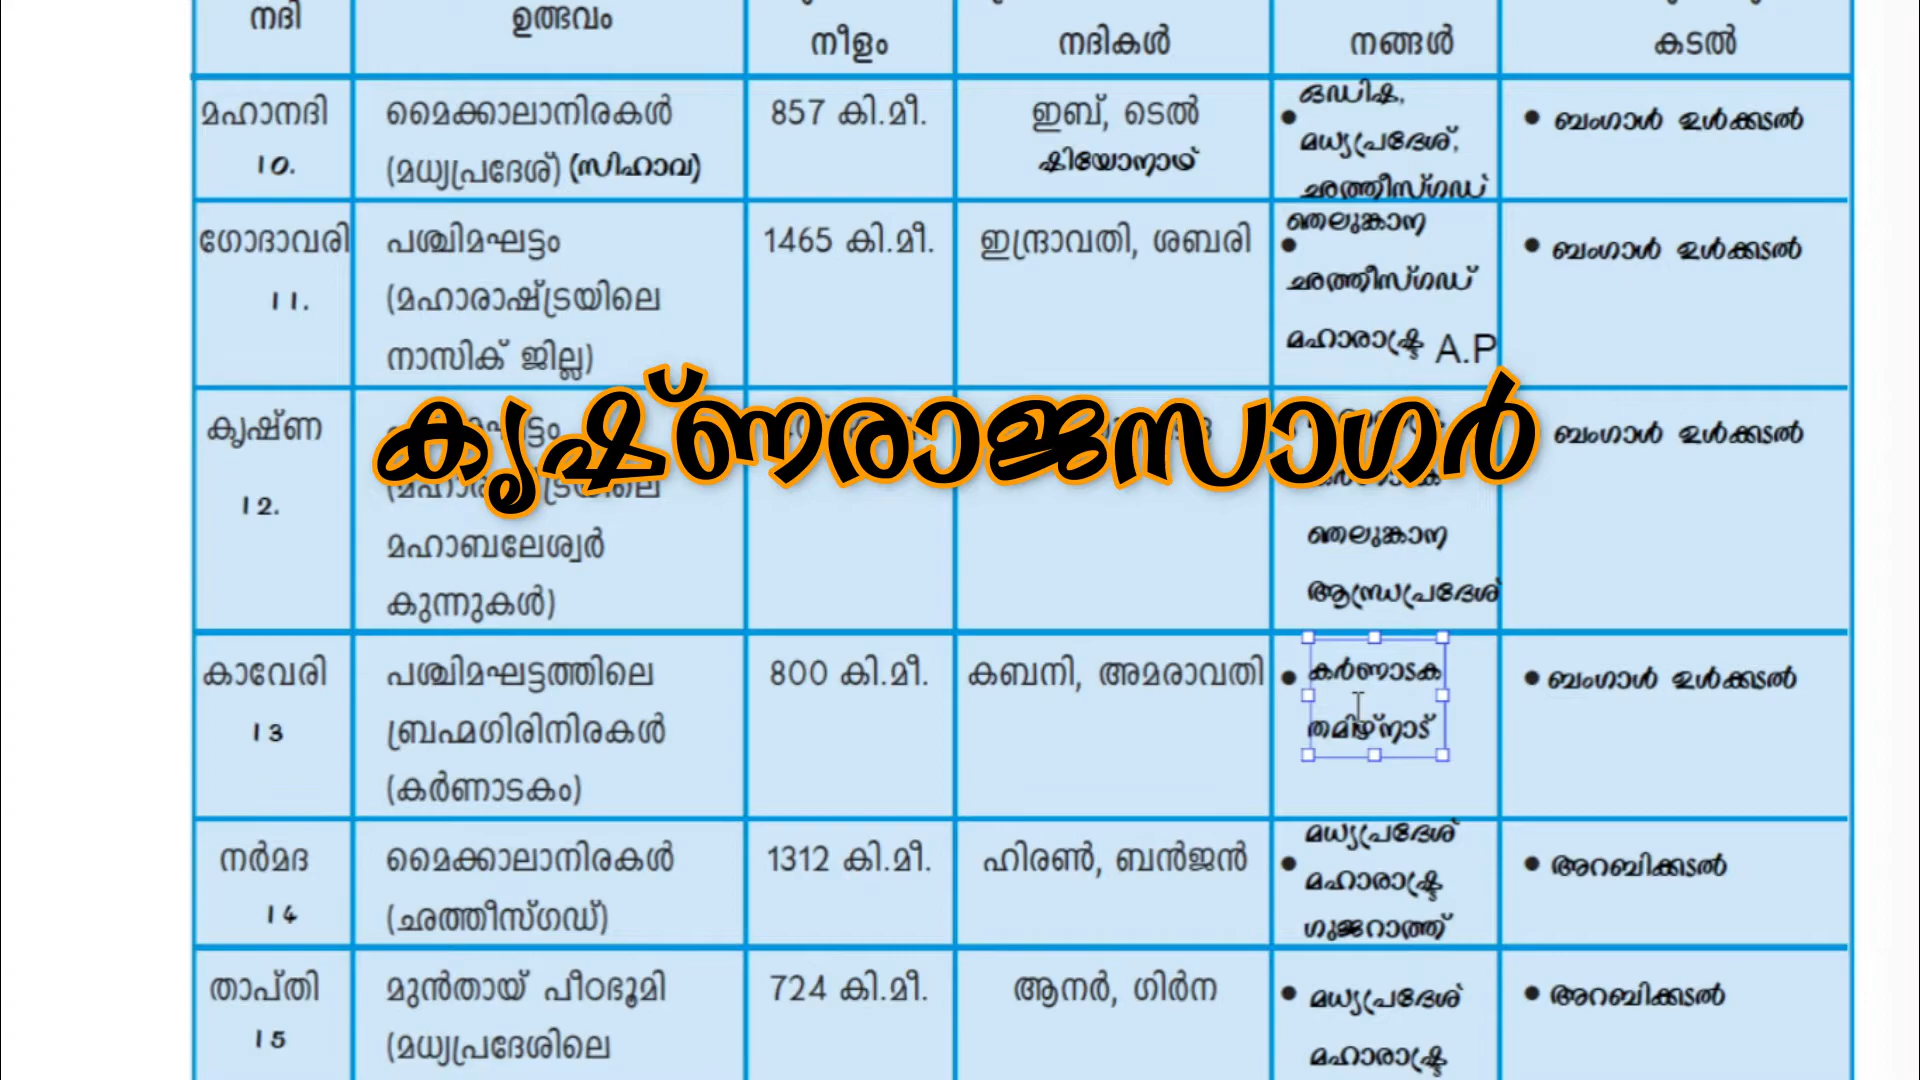 നദി ഉത്ഭവം നീളം നദികൾ നങ്ങൾ കടൽ
മഹാനദി
10.
മൈക്കാലാനിരകൾ
(മധ്യപ്രദേശ്) (സിഹാവ)
857 കി.മീ.
ഇബ്, ടെൽ
ഷിയോനാഥ്
ഒഡിഷ,
മധ്യപ്രദേശ്,
ഛത്തീസ്ഗഡ്
ബംഗാൾ ഉൾക്കടൽ
ഗോദാവരി
11.
പശ്ചിമഘട്ടം
(മഹാരാഷ്ട്രയിലെ
നാസിക് ജില്ല)
1465 കി.മീ.
ഇന്ദ്രാവതി, ശബരി
തെലുങ്കാന
ഛത്തീസ്ഗഡ്
മഹാരാഷ്ട്ര A.P
ബംഗാൾ ഉൾക്കടൽ
കൃഷ്ണരാജസാഗർ
കൃഷ്ണ
12.
മഹാബലേശ്വർ
കുന്നുകൾ)
തെലുങ്കാന
ആന്ധ്രപ്രദേശ്
ബംഗാൾ ഉൾക്കടൽ
കാവേരി
13
പശ്ചിമഘട്ടത്തിലെ
ബ്രഹ്മഗിരിനിരകൾ
(കർണാടകം)
800 കി.മീ.
കബനി, അമരാവതി
കർണാടക
തമിഴ്നാട്
ബംഗാൾ ഉൾക്കടൽ
നർമദ
14
മൈക്കാലാനിരകൾ
(ഛത്തീസ്ഗഡ്)
1312 കി.മീ.
ഹിരൺ, ബൻജൻ
മധ്യപ്രദേശ്
മഹാരാഷ്ട്ര
ഗുജറാത്ത്
അറബിക്കടൽ
താപ്തി
15
മുൻതായ് പീഠഭൂമി
(മധ്യപ്രദേശിലെ
724 കി.മീ.
ആനർ, ഗിർന
മധ്യപ്രദേശ്
മഹാരാഷ്ട്ര
അറബിക്കടൽ